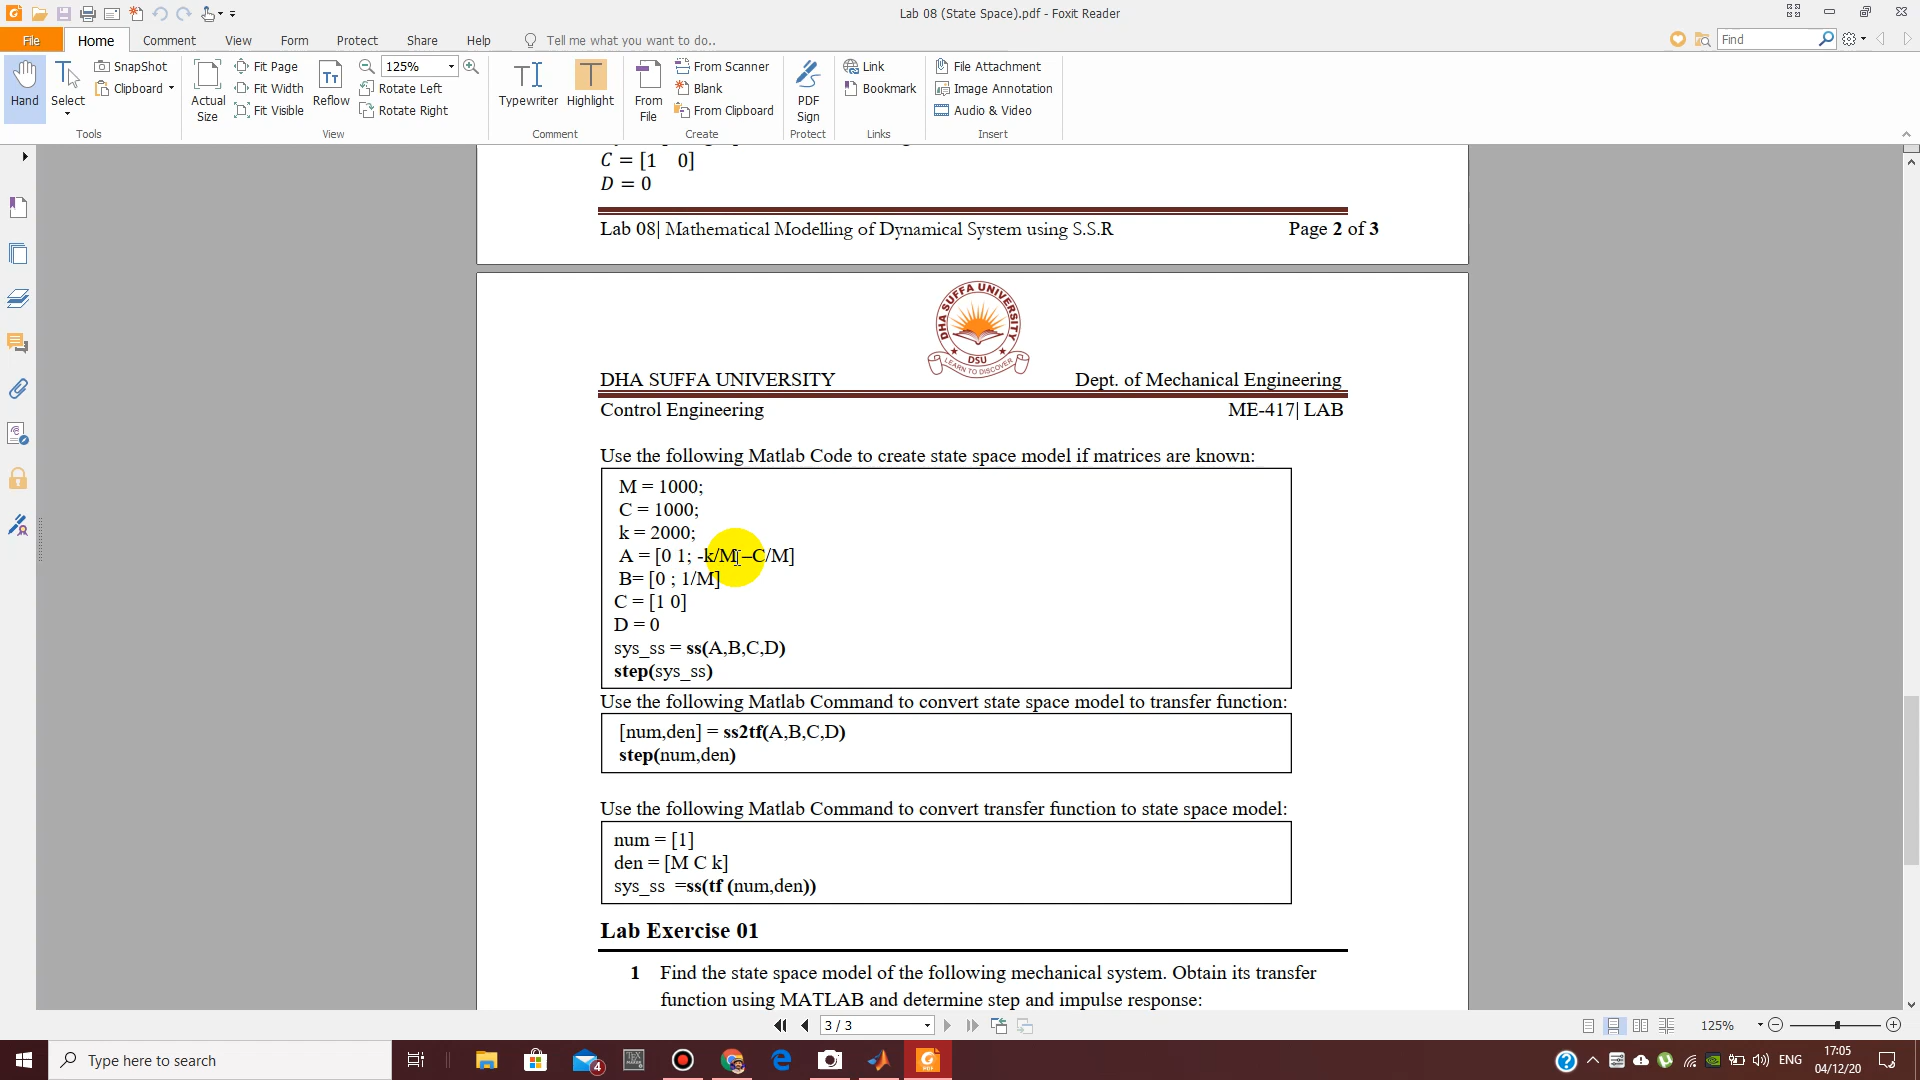 Lab 08 (State Space).pdf - Foxit Reader
File Home Comment View Form Protect Share Help Tell me what you want to do.. Find
Hand
Select
SnapShot
Clipboard
Tools
Actual Size
Fit Page
Fit Width
Fit Visible
Reflow
125%
Rotate Left
Rotate Right
View
Typewriter
Highlight
Comment
From File
From Scanner
Blank
From Clipboard
Create
PDF Sign
Protect
Link
Bookmark
Links
File Attachment
Image Annotation
Audio & Video
Insert
C = [1 0]
D = 0
Lab 08| Mathematical Modelling of Dynamical System using S.S.R Page 2 of 3
DHA SUFFA UNIVERSITY
DSU
LEARN TO DISCOVER
DHA SUFFA UNIVERSITY Dept. of Mechanical Engineering
Control Engineering ME-417| LAB
Use the following Matlab Code to create state space model if matrices are known:
M = 1000;
C = 1000;
k = 2000;
A = [0 1; -k/M –C/M]
B= [0 ; 1/M]
C = [1 0]
D = 0
sys_ss = ss(A,B,C,D)
step(sys_ss)
Use the following Matlab Command to convert state space model to transfer function:
[num,den] = ss2tf(A,B,C,D)
step(num,den)
Use the following Matlab Command to convert transfer function to state space model:
num = [1]
den = [M C k]
sys_ss =ss(tf (num,den))
Lab Exercise 01
1 Find the state space model of the following mechanical system. Obtain its transfer
function using MATLAB and determine step and impulse response:
3 / 3
125%
Type here to search
4
ENG
17:05
04/12/20